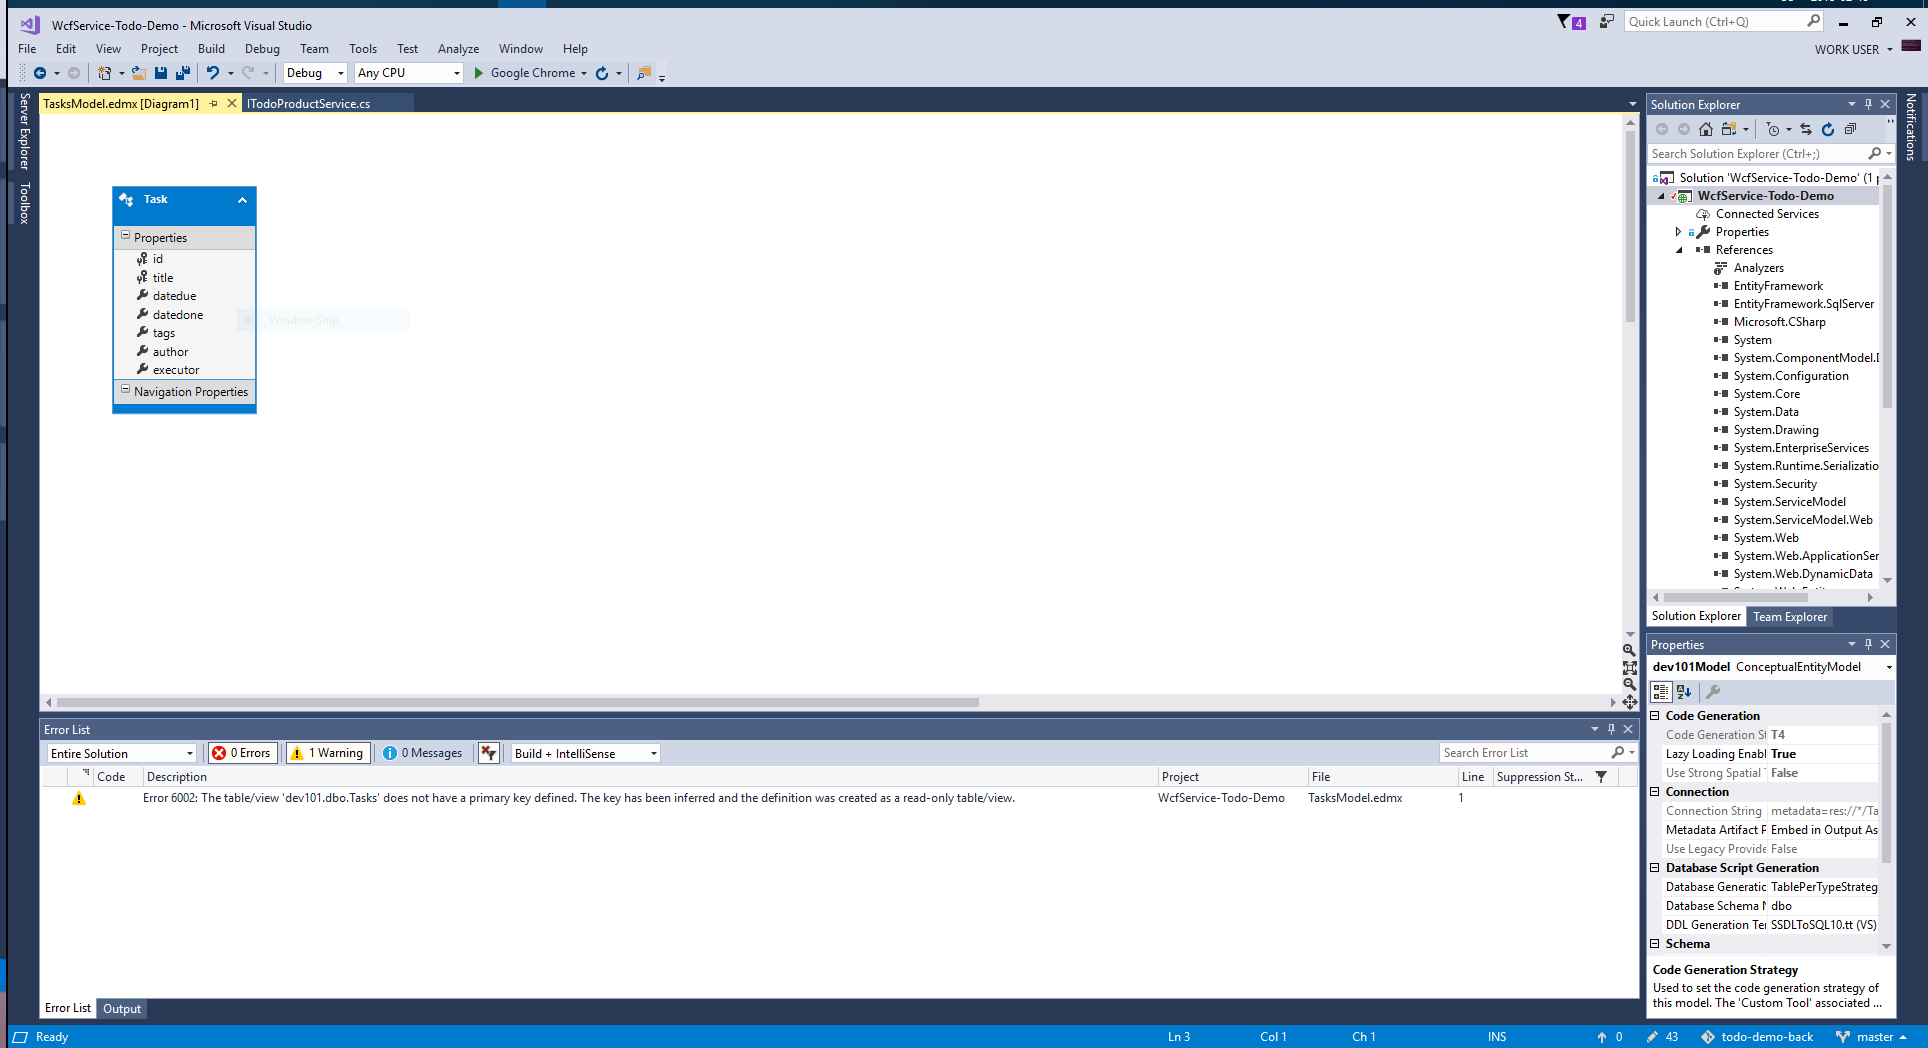 WcfService-Todo-Demo - Microsoft Visual Studio
4
Quick Launch (Ctrl+Q)
File Edit View Project Build Debug Team Tools Test Analyze Window Help
WORK USER
Debug Any CPU Google Chrome
Server Explorer
Toolbox
TasksModel.edmx [Diagram1] ITodoProductService.cs
Task
Properties
id
title
datedue
datedone
tags
author
executor
Navigation Properties
Window Snip
Solution Explorer
Search Solution Explorer (Ctrl+;)
Solution 'WcfService-Todo-Demo' (1 p
WcfService-Todo-Demo
Connected Services
Properties
References
Analyzers
EntityFramework
EntityFramework.SqlServer
Microsoft.CSharp
System
System.ComponentModel.D
System.Configuration
System.Core
System.Data
System.Drawing
System.EnterpriseServices
System.Runtime.Serializatio
System.Security
System.ServiceModel
System.ServiceModel.Web
System.Web
System.Web.ApplicationSer
System.Web.DynamicData
Solution Explorer Team Explorer
Notifications
Properties
dev101Model ConceptualEntityModel
Code Generation
Code Generation St T4
Lazy Loading Enabl True
Use Strong Spatial False
Connection
Connection String metadata=res://*/Ta
Metadata Artifact P Embed in Output As
Use Legacy Provide False
Database Script Generation
Database Generatic TablePerTypeStrateg
Database Schema N dbo
DDL Generation Ter SSDLToSQL10.tt (VS)
Schema
Code Generation Strategy
Used to set the code generation strategy of
this model. The 'Custom Tool' associated ...
Error List
Entire Solution 0 Errors 1 Warning 0 Messages Build + IntelliSense Search Error List
Code Description Project File Line Suppression St...
Error 6002: The table/view 'dev101.dbo.Tasks' does not have a primary key defined. The key has been inferred and the definition was created as a read-only table/view. WcfService-Todo-Demo TasksModel.edmx 1
Error List Output
Ready Ln 3 Col 1 Ch 1 INS 0 43 todo-demo-back master